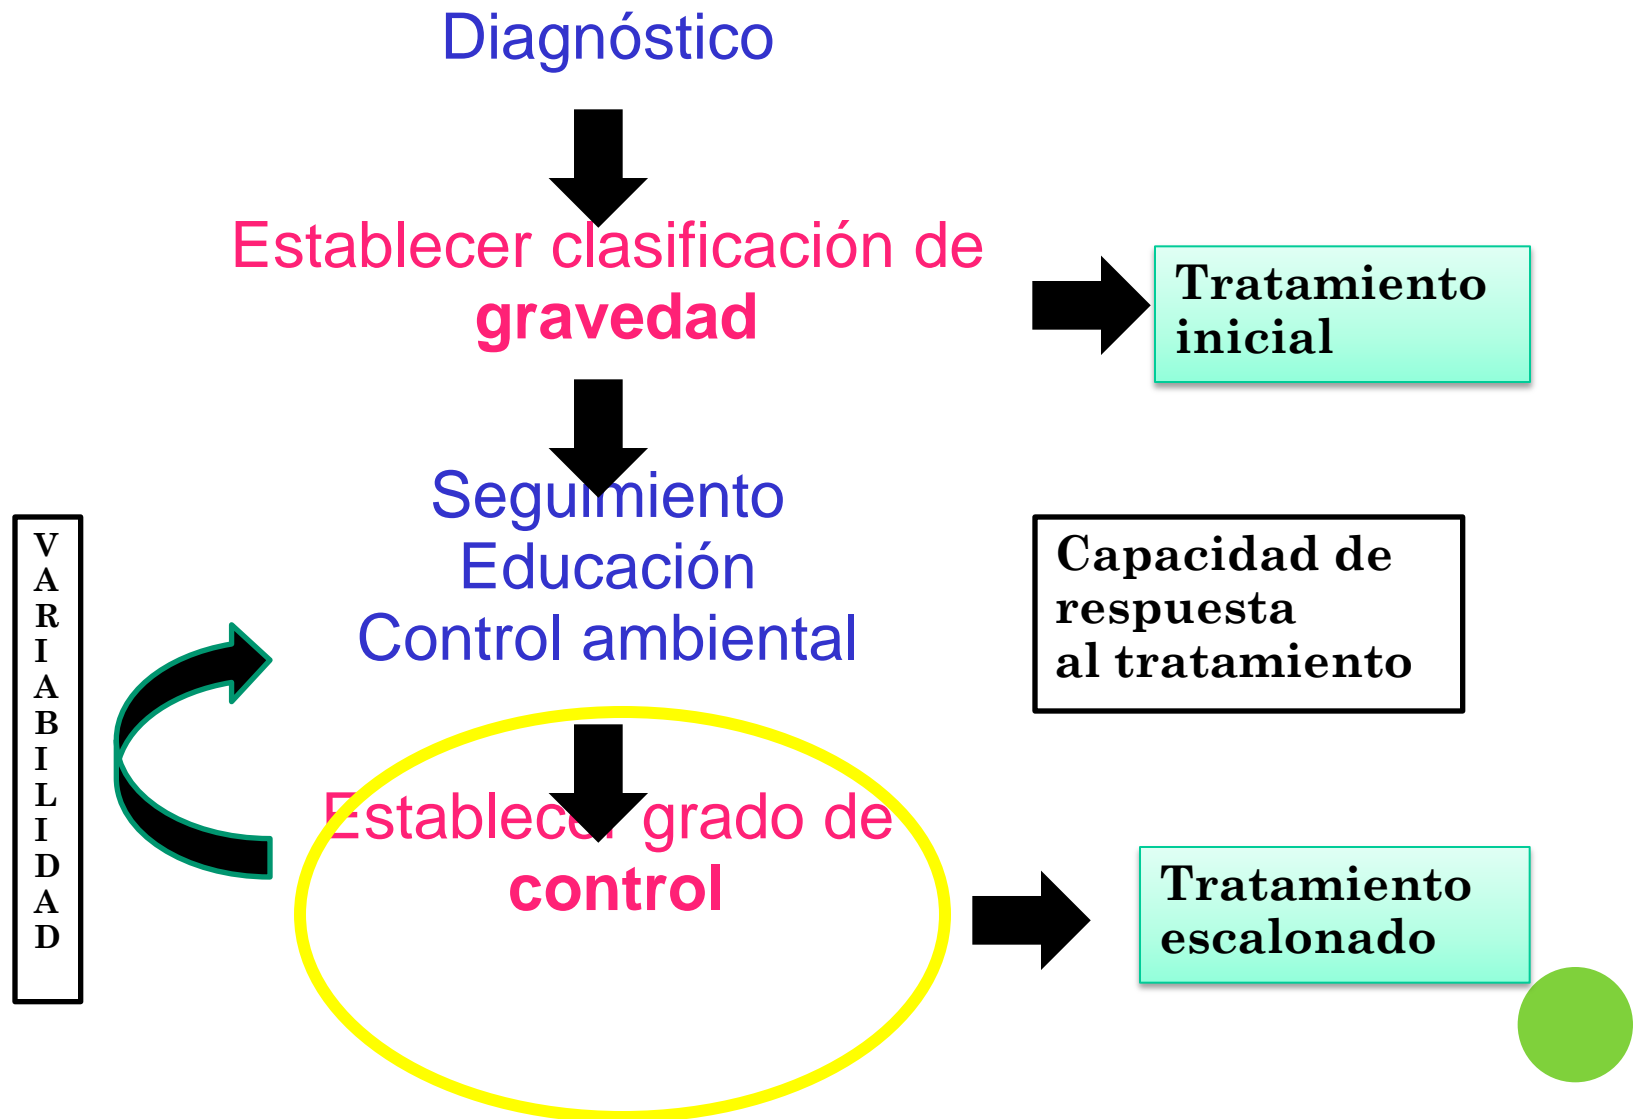 Diagnóstico
Establecer clasificación de
gravedad
Tratamiento
inicial
Seguimiento
Educación
Control ambiental
Capacidad de
respuesta
al tratamiento
V
A
R
I
A
B
I
L
I
D
A
D
Establecer grado de
control
Tratamiento
escalonado